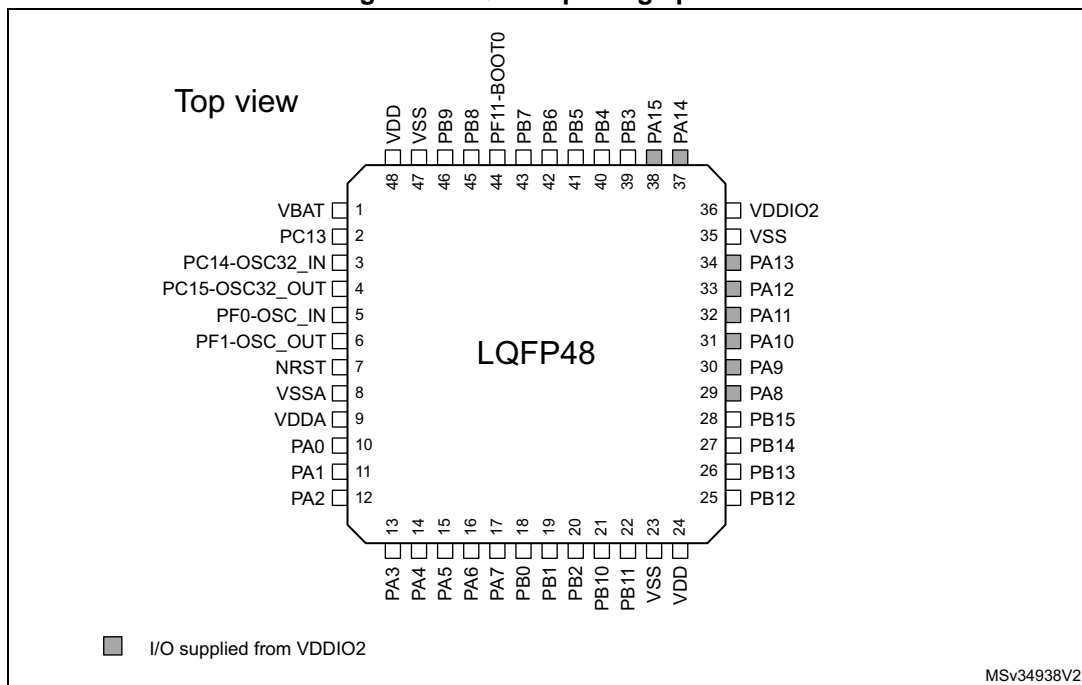 Top view
48 VDD
47 VSS
46 PB9
45 PB8
44 PF11-BOOT0
43 PB7
42 PB6
41 PB5
40 PB4
39 PB3
38 PA15
37 PA14
VBAT 1
PC13 2
PC14-OSC32_IN 3
PC15-OSC32_OUT 4
PF0-OSC_IN 5
PF1-OSC_OUT 6
NRST 7
VSSA 8
VDDA 9
PA0 10
PA1 11
PA2 12
LQFP48
36 VDDIO2
35 VSS
34 PA13
33 PA12
32 PA11
31 PA10
30 PA9
29 PA8
28 PB15
27 PB14
26 PB13
25 PB12
PA3 13
PA4 14
PA5 15
PA6 16
PA7 17
PB0 18
PB1 19
PB2 20
PB10 21
PB11 22
VSS 23
VDD 24
I/O supplied from VDDIO2
MSv34938V2